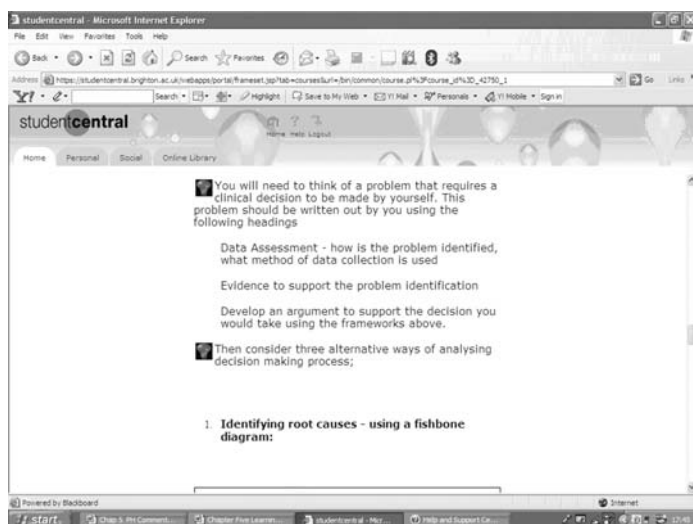 studentcentral - Microsoft Internet Explorer
File Edit View Favorites Tools Help
Back Search Favorites
Address https://studentcentral.brighton.ac.uk/webapps/portal/frameset.jsp?tab=courses&url=/bin/common/course.pl%3Fcourse_id%3D_42750_1 Go Links
Y! Search Highlight Save to My Web Y! Mail Personals Y! Mobile Sign in
studentcentral
Home Help Logout
Home Personal Social Online Library
You will need to think of a problem that requires a
clinical decision to be made by yourself. This
problem should be written out by you using the
following headings
Data Assessment - how is the problem identified,
what method of data collection is used
Evidence to support the problem identification
Develop an argument to support the decision you
would take using the frameworks above.
Then consider three alternative ways of analysing
decision making process;
1. Identifying root causes - using a fishbone
diagram:
Powered by Blackboard Internet
start Chap 5 PH Comment... Chapter Five Learnin... studentcentral - Micr... Help and Support Ce...